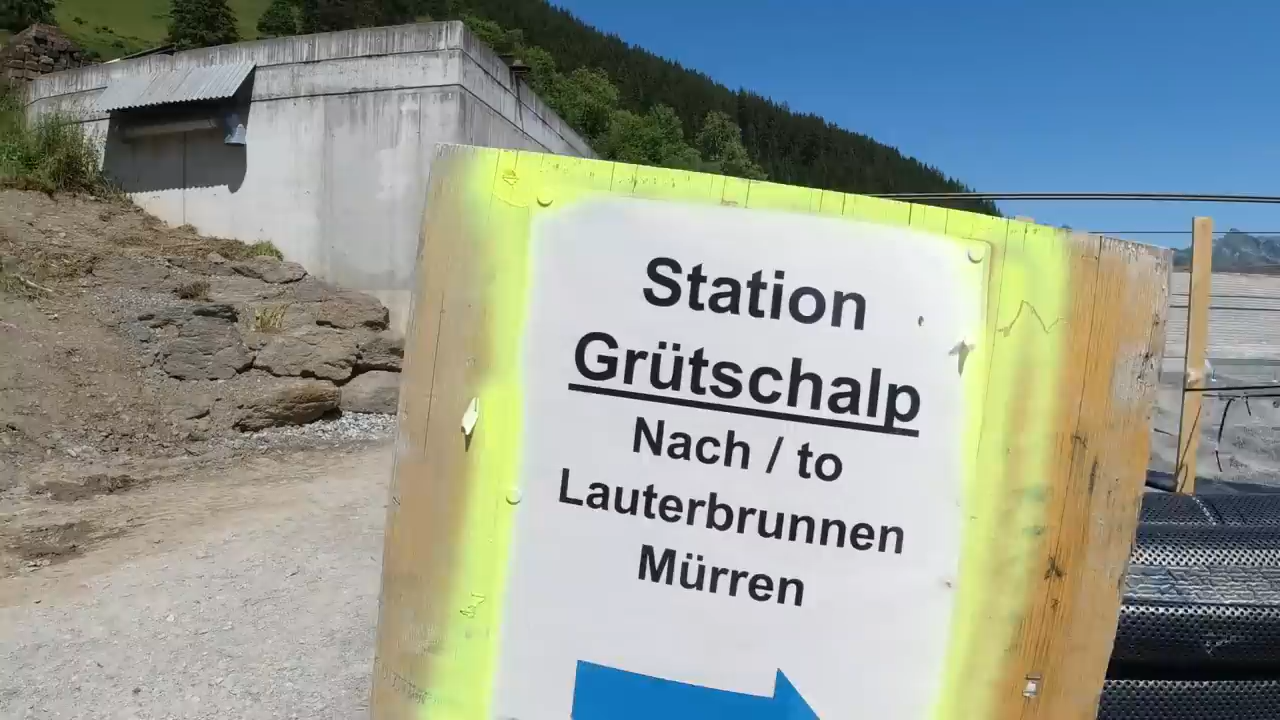 Station
Grütschalp
Nach / to
Lauterbrunnen
Mürren